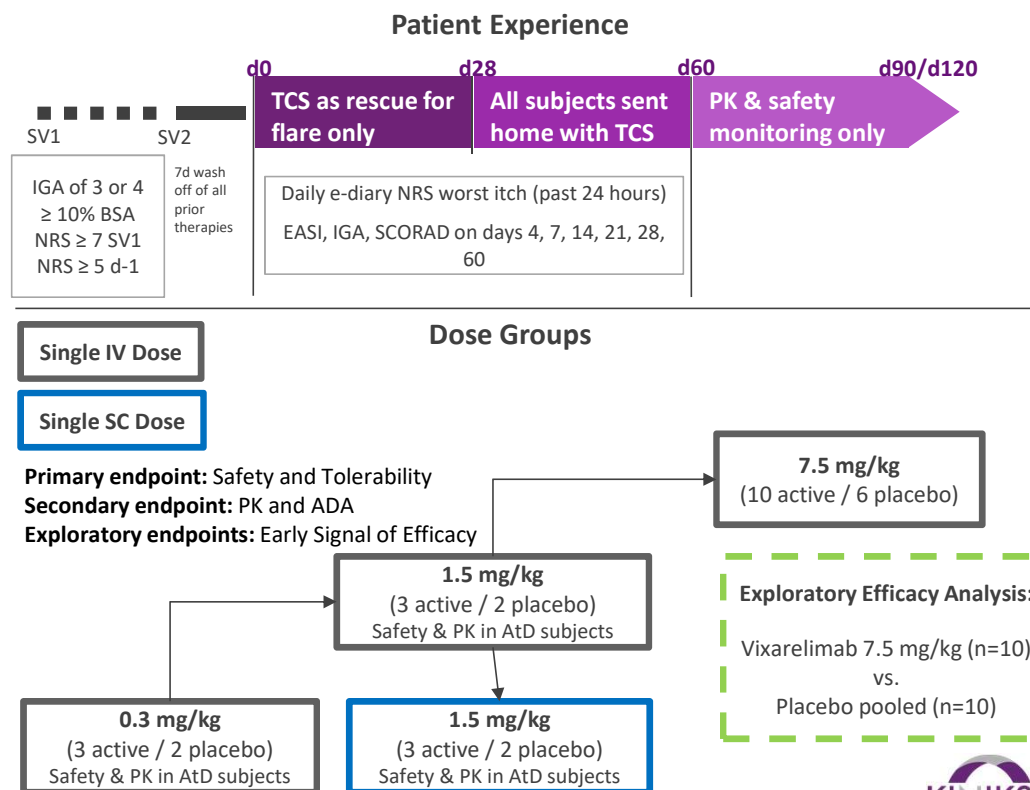 Patient Experience
d0
d28
d60
d90/d120
TCS as rescue for
flare only
All subjects sent
home with TCS
PK & safety
monitoring only
SV1
SV2
IGA of 3 or 4
≥ 10% BSA
NRS ≥ 7 SV1
NRS ≥ 5 d-1
7d wash
off of all
prior
therapies
Daily e-diary NRS worst itch (past 24 hours)
EASI, IGA, SCORAD on days 4, 7, 14, 21, 28,
60
Dose Groups
Single IV Dose
Single SC Dose
Primary endpoint: Safety and Tolerability
Secondary endpoint: PK and ADA
Exploratory endpoints: Early Signal of Efficacy
7.5 mg/kg
(10 active / 6 placebo)
1.5 mg/kg
(3 active / 2 placebo)
Safety & PK in AtD subjects
Exploratory Efficacy Analysis:
Vixarelimab 7.5 mg/kg (n=10)
vs.
Placebo pooled (n=10)
0.3 mg/kg
(3 active / 2 placebo)
Safety & PK in AtD subjects
1.5 mg/kg
(3 active / 2 placebo)
Safety & PK in AtD subjects